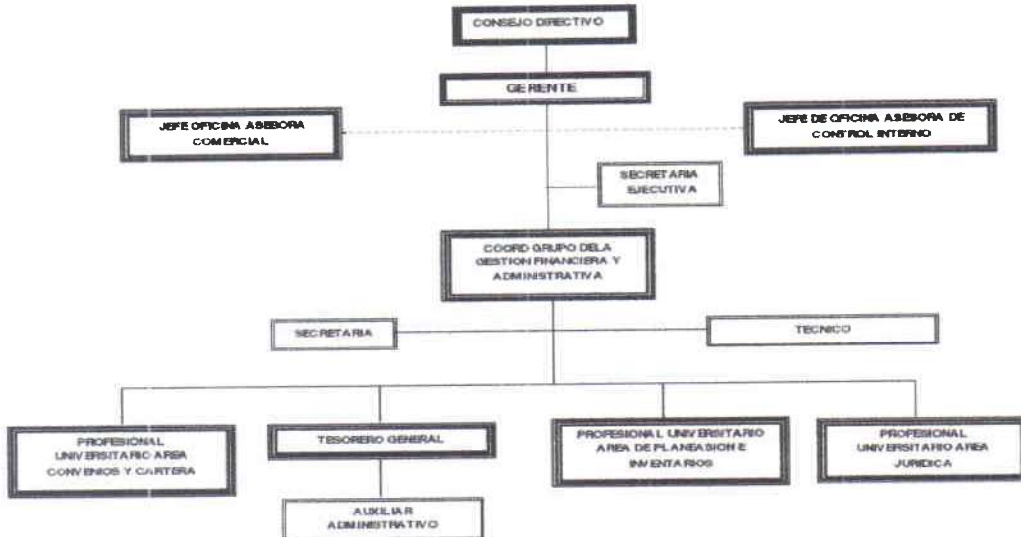 CONSEJO DIRECTIVO
GERENTE
JEFE OFICINA ASESORA
COMERCIAL
JEFE DE OFICINA ASESORA DE
CONTROL INTERNO
SECRETARIA
EJECUTIVA
COORD GRUPO DELA
GESTION FINANCIERA Y
ADMINISTRATIVA
SECRETARIA
TECNICO
PROFESIONAL
UNIVERSITARIO AREA
CONVENIOS Y CARTERA
TESORERO GENERAL
PROFESIONAL UNIVERSITARIO
AREA DE PLANEASION E
INVENTARIOS
PROFESIONAL
UNIVERSITARIO AREA
JURIDICA
AUXILIAR
ADMINISTRATIVO